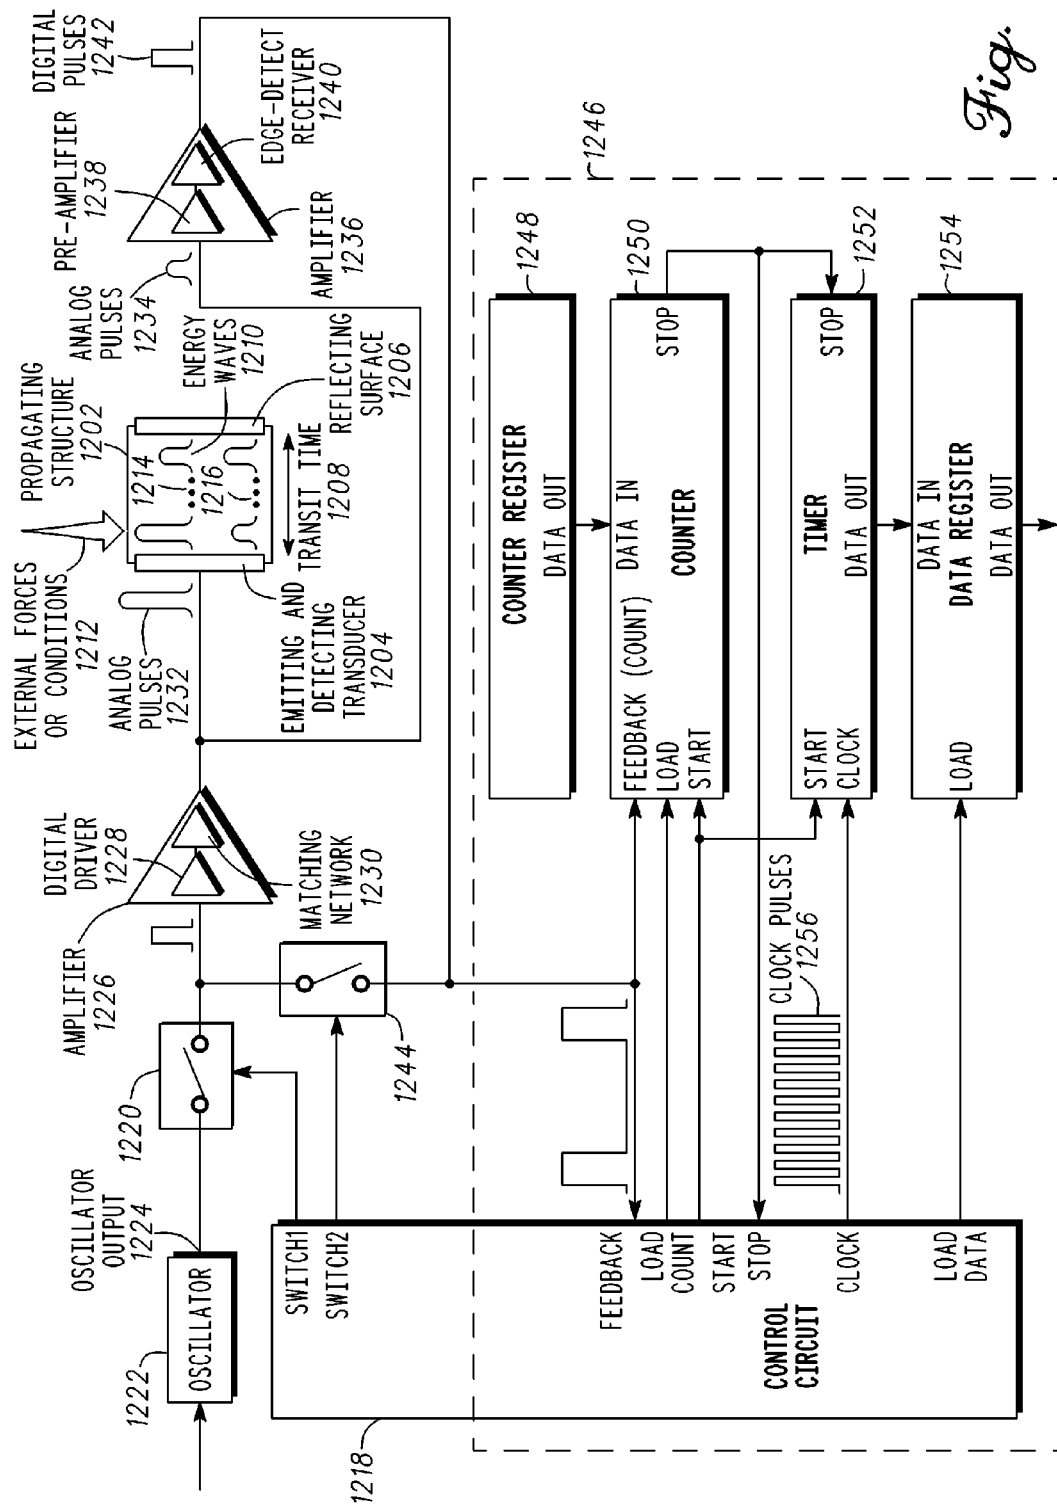 EXTERNAL FORCES
OR CONDITIONS
1212
PROPAGATING
STRUCTURE
1202
ANALOG
PULSES
1232
1214
1216
ENERGY
WAVES
1210
ANALOG
PULSES
1234
PRE-AMPLIFIER
1238
DIGITAL
PULSES
1242
EDGE-DETECT
RECEIVER
1240
AMPLIFIER
1236
REFLECTING
SURFACE
1206
TRANSIT TIME
1208
EMITTING AND
DETECTING
TRANSDUCER
1204
DIGITAL
DRIVER
1228
AMPLIFIER
1226
MATCHING
NETWORK
1230
1220
1244
OSCILLATOR
OUTPUT
1224
1222
OSCILLATOR
SWITCH1
SWITCH2
FEEDBACK
LOAD
COUNT
START
STOP
CLOCK
LOAD
DATA
CONTROL
CIRCUIT
1218
1246
COUNTER REGISTER
DATA OUT
1248
FEEDBACK (COUNT)
LOAD
START
DATA IN
COUNTER
STOP
1250
CLOCK PULSES
1256
START
CLOCK
TIMER
DATA OUT
STOP
1252
LOAD
DATA IN
DATA REGISTER
DATA OUT
1254
Fig.